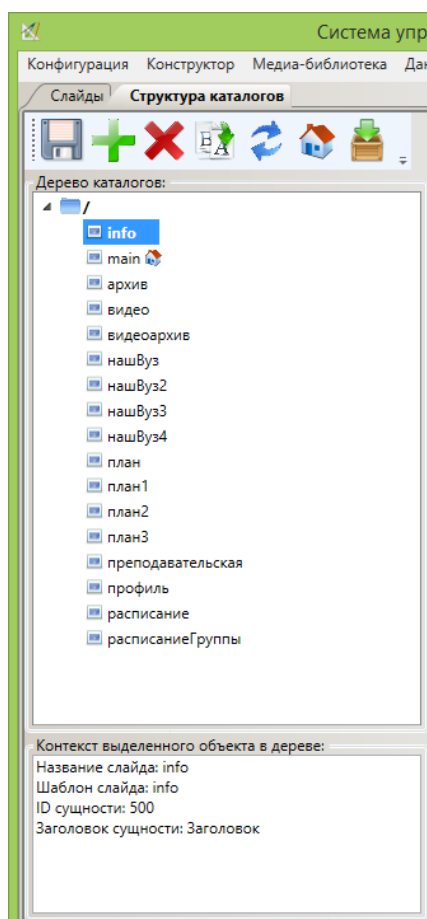 Система упр
Конфигурация Конструктор Медиа-библиотека Дан
Слайды Структура каталогов
Дерево каталогов:
/
info
main
архив
видео
видеоархив
нашВуз
нашВуз2
нашВуз3
нашВуз4
план
план1
план2
план3
преподавательская
профиль
расписание
расписаниеГруппы
Контекст выделенного объекта в дереве:
Название слайда: info
Шаблон слайда: info
ID сущности: 500
Заголовок сущности: Заголовок